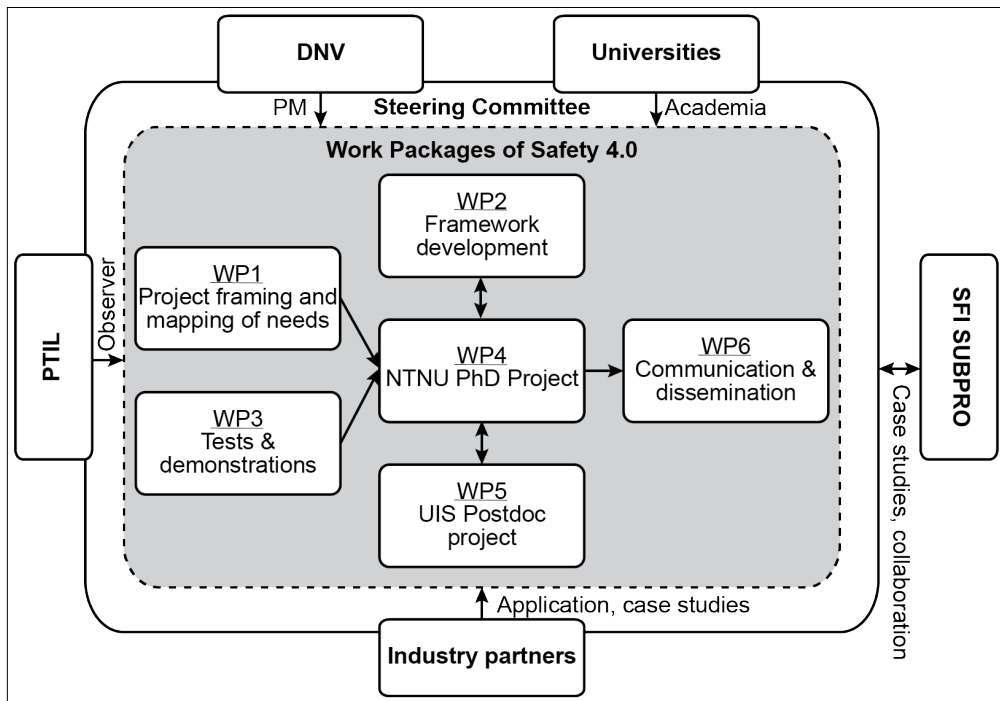 DNV
Universities
PM
Steering Committee
Academia
Work Packages of Safety 4.0
WP2
Framework
development
WP1
Project framing and
mapping of needs
PTIL
Observer
WP4
NTNU PhD Project
WP6
Communication &
dissemination
SFI SUBPRO
Case studies, collaboration
WP3
Tests &
demonstrations
WP5
UIS Postdoc
project
Application, case studies
Industry partners